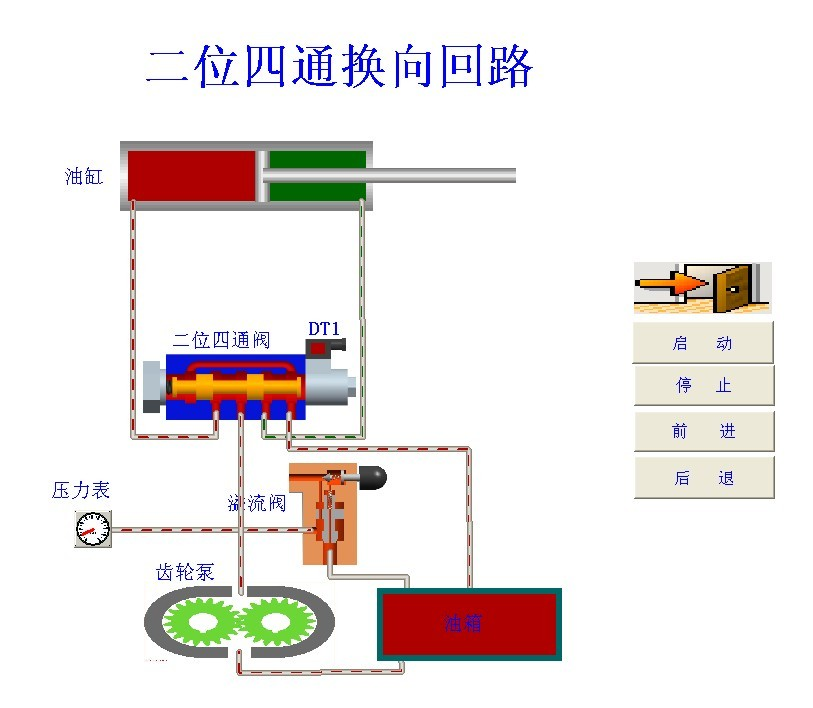 二位四通换向回路
油缸
二位四通阀
DT1
启 动
停 止
前 进
后 退
压力表
溢流阀
齿轮泵
油箱